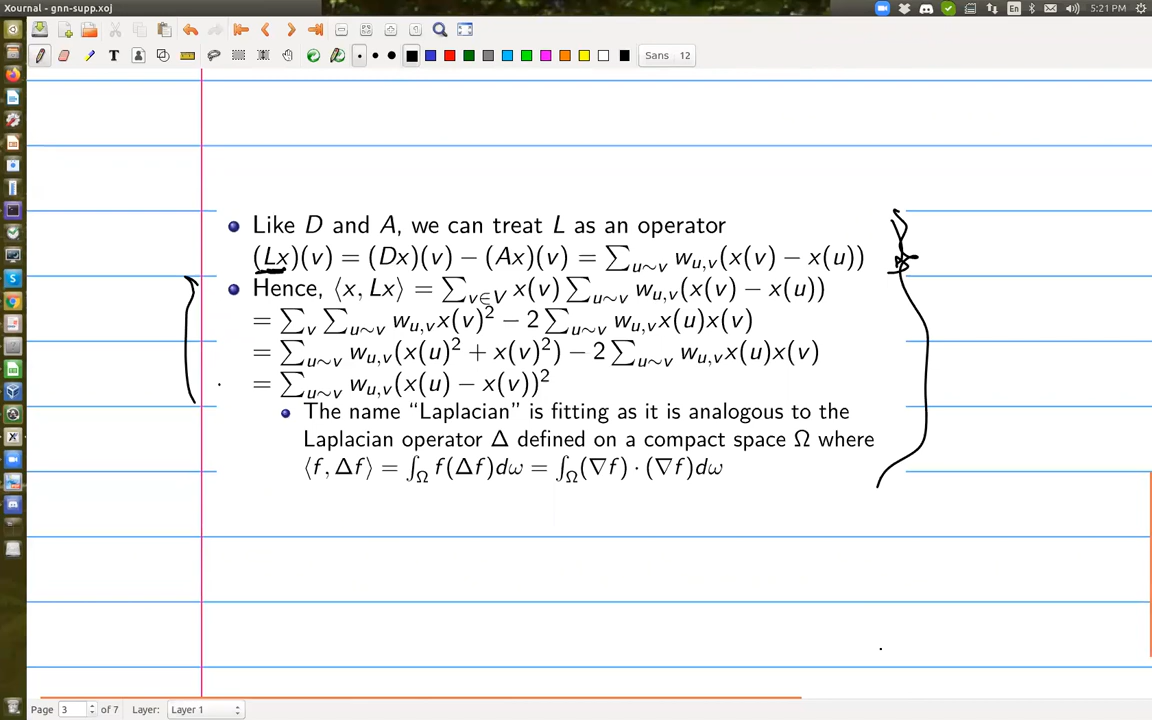 Xournal - gnn-supp.xoj
En
5:21 PM
Sans 12
Like D and A, we can treat L as an operator
(Lx)(v) = (Dx)(v) − (Ax)(v) = ∑_{u∼v} w_{u,v}(x(v) − x(u))
Hence, ⟨x, Lx⟩ = ∑_{v∈V} x(v) ∑_{u∼v} w_{u,v}(x(v) − x(u))
= ∑_v ∑_{u∼v} w_{u,v}x(v)² − 2 ∑_{u∼v} w_{u,v}x(u)x(v)
= ∑_{u∼v} w_{u,v}(x(u)² + x(v)²) − 2 ∑_{u∼v} w_{u,v}x(u)x(v)
= ∑_{u∼v} w_{u,v}(x(u) − x(v))²
The name “Laplacian” is fitting as it is analogous to the
Laplacian operator Δ defined on a compact space Ω where
⟨f, Δf⟩ = ∫_Ω f(Δf)dω = ∫_Ω(∇f) · (∇f)dω
Page 3 of 7 Layer: Layer 1